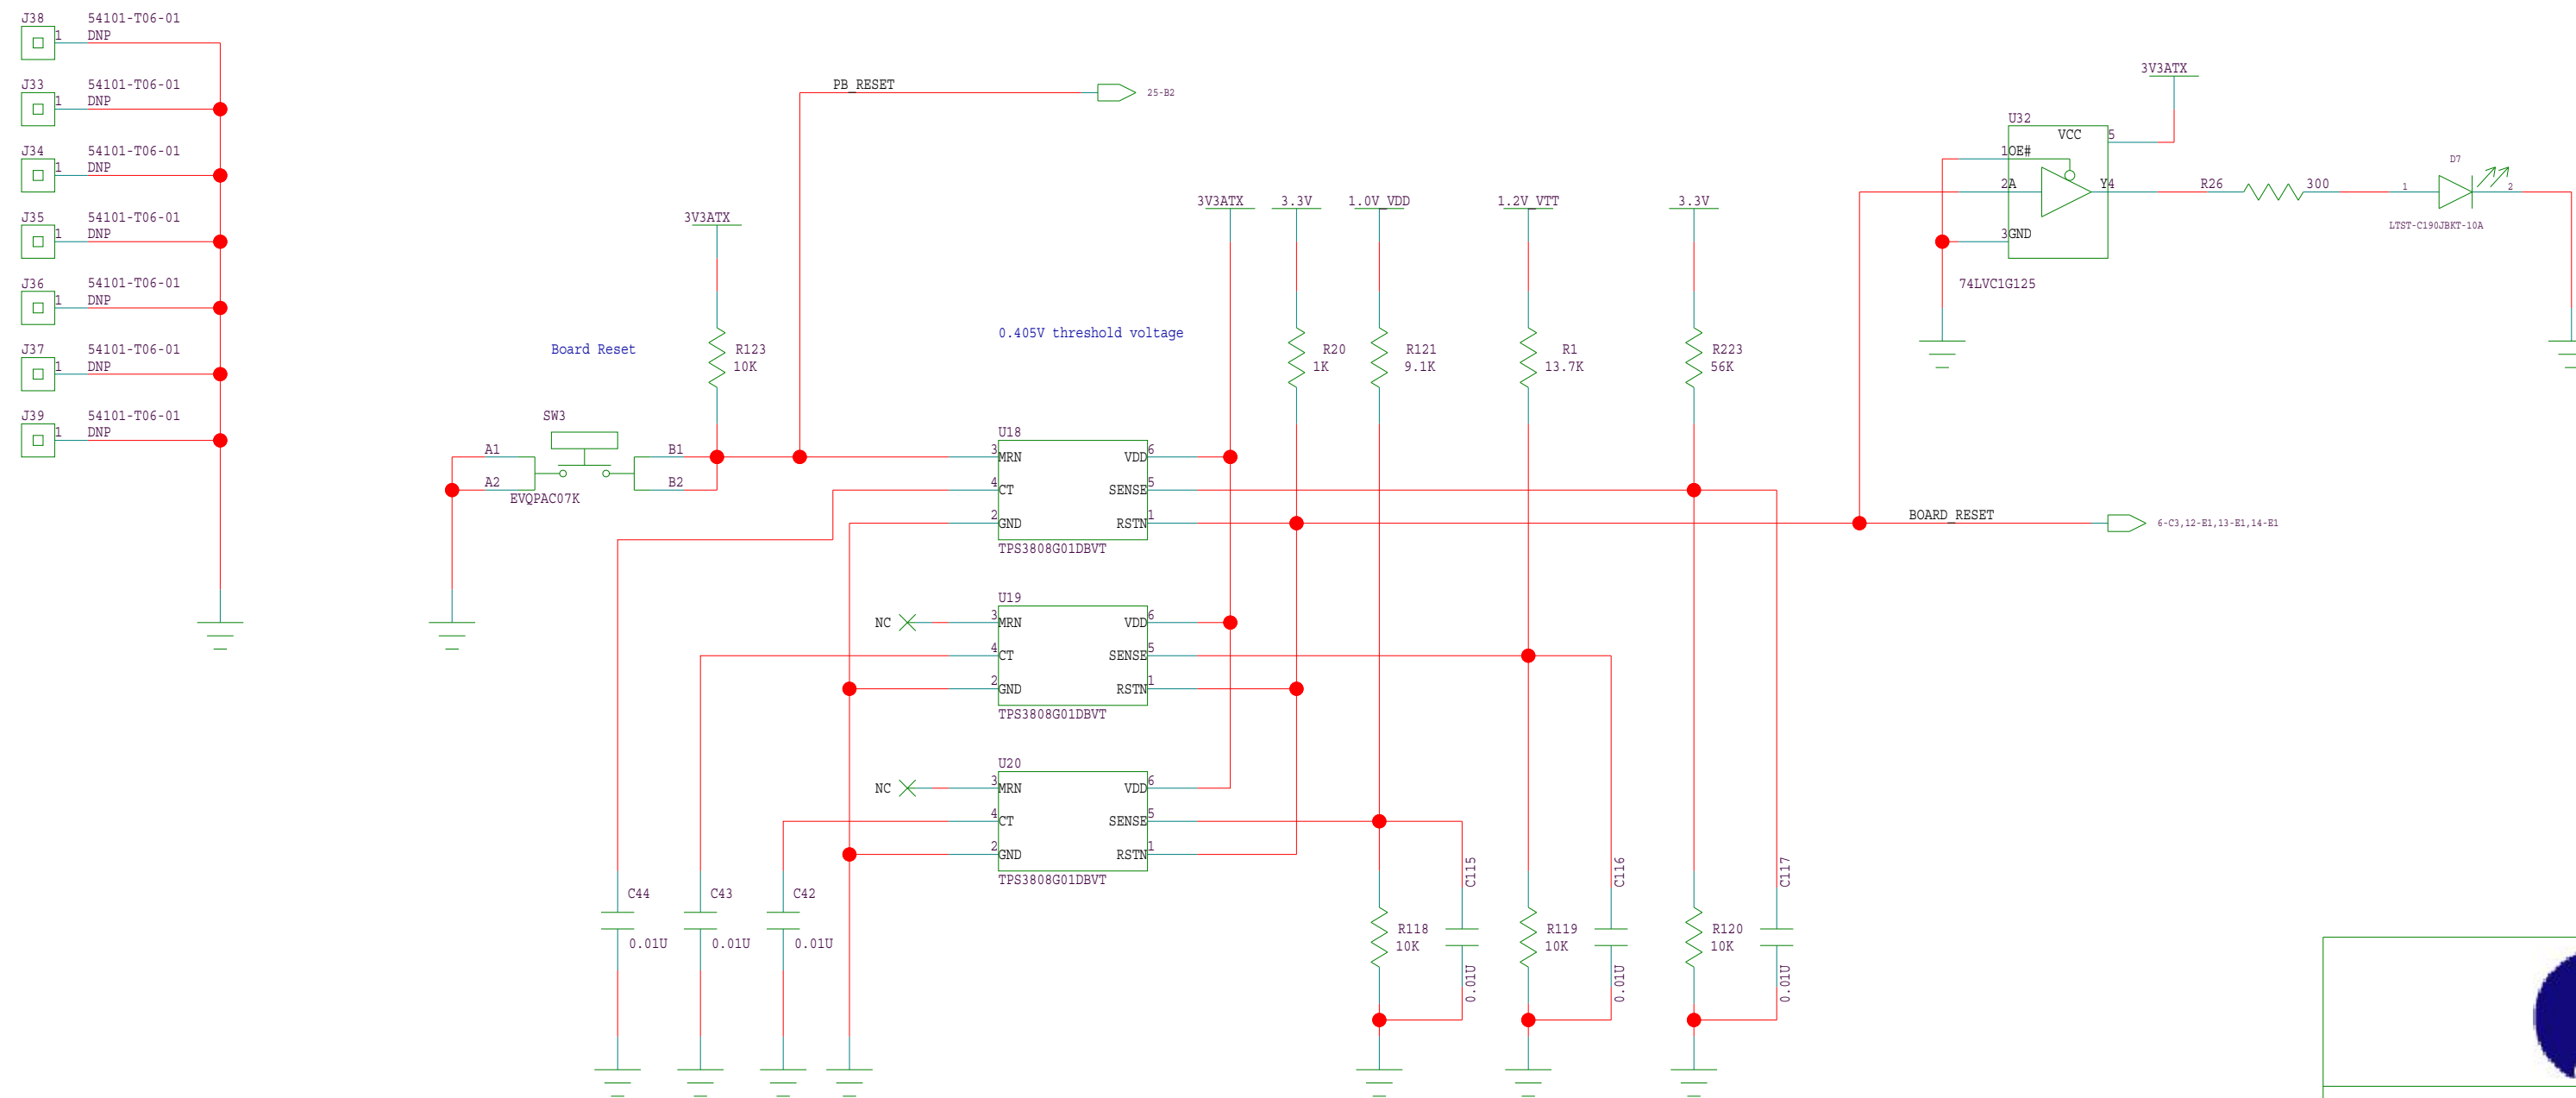 J38 54101-T06-01
1 DNP
J33 54101-T06-01
1 DNP
J34 54101-T06-01
1 DNP
J35 54101-T06-01
1 DNP
J36 54101-T06-01
1 DNP
J37 54101-T06-01
1 DNP
J39 54101-T06-01
1 DNP
PB_RESET
25-B2
3V3ATX
Board Reset
R123
10K
SW3
A1
A2
B1
B2
EVQPAC07K
0.405V threshold voltage
3V3ATX
3.3V
1.0V_VDD
1.2V_VTT
3.3V
R20
1K
R121
9.1K
R1
13.7K
R223
56K
U18
3 MRN VDD 6
4 CT SENSE 5
2 GND RSTN 1
TPS3808G01DBVT
U19
NC 3 MRN VDD 6
4 CT SENSE 5
2 GND RSTN 1
TPS3808G01DBVT
U20
NC 3 MRN VDD 6
4 CT SENSE 5
2 GND RSTN 1
TPS3808G01DBVT
C44
0.01U
C43
0.01U
C42
0.01U
R118
10K
C115
0.01U
R119
10K
C116
0.01U
R120
10K
C117
0.01U
3V3ATX
U32
VCC 5
1 OE#
2 A Y 4
3 GND
74LVC1G125
R26 300
D7
1 2
LTST-C190JBKT-10A
BOARD_RESET
6-C3,12-E1,13-E1,14-E1